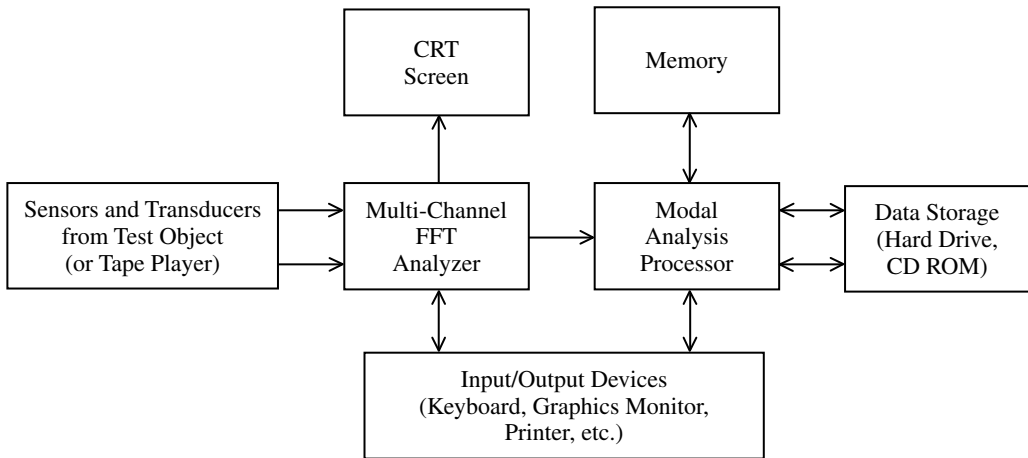 CRT
Screen
Memory
Sensors and Transducers
from Test Object
(or Tape Player)
Multi-Channel
FFT
Analyzer
Modal
Analysis
Processor
Data Storage
(Hard Drive,
CD ROM)
Input/Output Devices
(Keyboard, Graphics Monitor,
Printer, etc.)